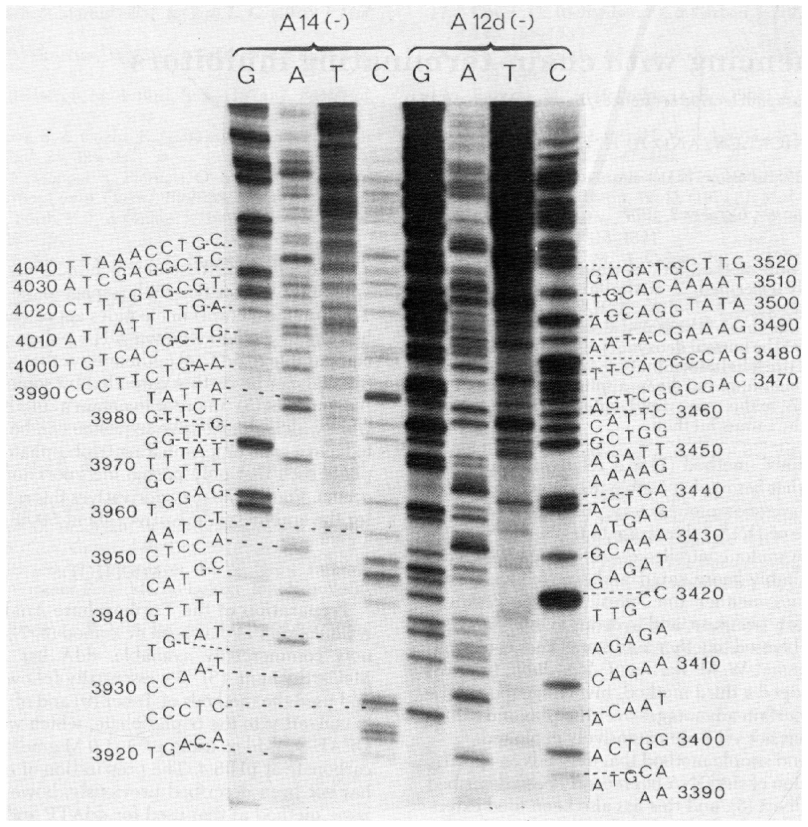 A14(-) A12d(-)
G A T C G A T C
4040 TTAAACCTGC
4030 ATCGAGGCTC
4020 CTTTGAGCGT
4010 ATTATTTTGA
4000 TGTCACGCTG
3990 CCCTTCTGAA
TATTA
3980 GTTCT
GGTTG
3970 TTTAT
GCTTT
3960 TGGAG
AATCT
3950 CTCCA
CATGC
3940 GTTTT
TGTAT
3930 CCAAT
CCCTC
3920 TGACA
GAGATGCTTG 3520
TGCACAAAAT 3510
AGCAGGTATA 3500
AATACGAAAG 3490
TTCACGCCAG 3480
AGTCGGCGAC 3470
CATTC 3460
GCTGG
AGATT 3450
AAAAG
ACTCA 3440
ATGAG
GCAAA 3430
GAGAT
TTGCC 3420
AGAGA
CAGAA 3410
ACAAT
ACTGG 3400
ATGCA
AA 3390